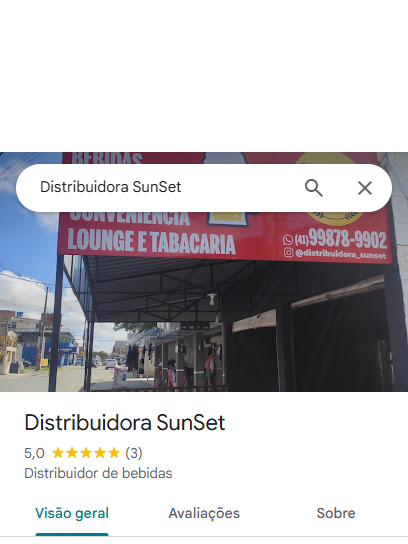 BEBIDAS
Distribuidora SunSet
CONVENIÊNCIA
LOUNGE E TABACARIA
(41)99878-9902
@distribuidora_sunset
Distribuidora SunSet
5,0 ★★★★★ (3)
Distribuidor de bebidas
Visão geral Avaliações Sobre